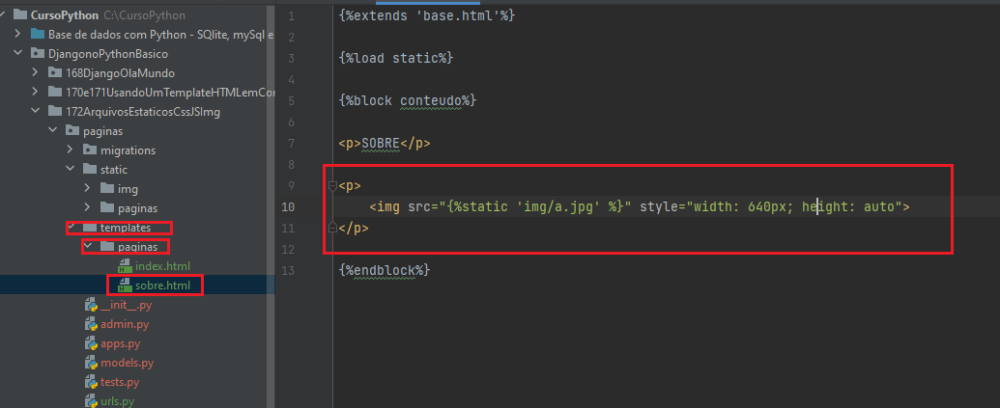 CursoPython C:\CursoPython
Base de dados com Python - SQlite, mySql e
DjangonoPythonBasico
168DjangoOlaMundo
170e171UsandoUmTemplateHTMLemCor
172ArquivosEstaticosCssJSImg
paginas
migrations
static
img
paginas
templates
paginas
index.html
sobre.html
__init__.py
admin.py
apps.py
models.py
tests.py
urls.py
1 {%extends 'base.html'%}
2
3 {%load static%}
4
5 {%block conteudo%}
6
7 <p>SOBRE</p>
8
9 <p>
10 <img src="{%static 'img/a.jpg' %}" style="width: 640px; height: auto">
11 </p>
12
13 {%endblock%}